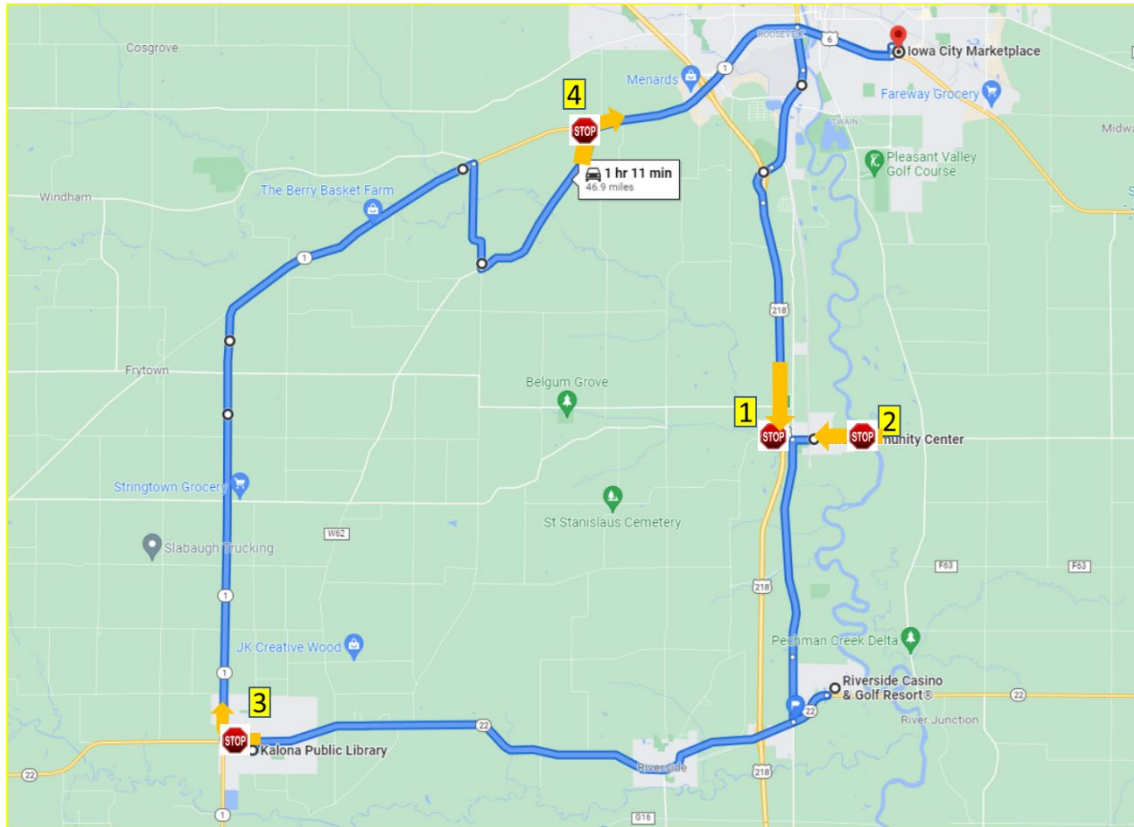 Cosgrove
ROOSEVELT
6
Iowa City Marketplace
1
Menards
4
STOP
Fareway Grocery
TWAIN
Midw
1 hr 11 min
46.9 miles
Pleasant Valley
Golf Course
The Berry Basket Farm
Windham
1
218
Frytown
Belgum Grove
1
STOP
STOP
2
munity Center
Stringtown Grocery
St Stanislaus Cemetery
W62
Slabaugh Trucking
F63
F63
218
1
JK Creative Wood
Pechman Creek Delta
1
Riverside Casino
& Golf Resort®
22
3
22
22
River Junction
STOP
Kalona Public Library
Riverside
22
218
1
G16